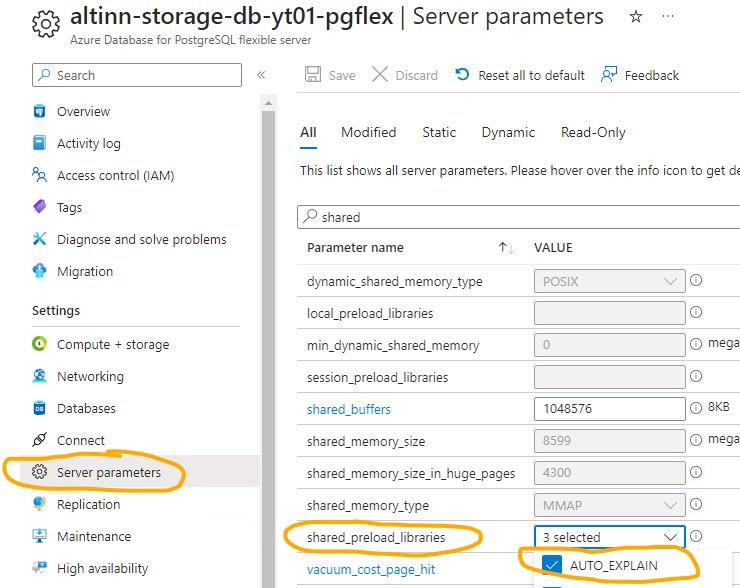 altinn-storage-db-yt01-pgflex | Server parameters
Azure Database for PostgreSQL flexible server
Search
Overview
Activity log
Access control (IAM)
Tags
Diagnose and solve problems
Migration
Settings
Compute + storage
Networking
Databases
Connect
Server parameters
Replication
Maintenance
High availability
Save Discard Reset all to default Feedback
All Modified Static Dynamic Read-Only
This list shows all server parameters. Please hover over the info icon to get de
shared
Parameter name VALUE
dynamic_shared_memory_type POSIX
local_preload_libraries
min_dynamic_shared_memory 0 mega
session_preload_libraries
shared_buffers 1048576 8KB
shared_memory_size 8599 mega
shared_memory_size_in_huge_pages 4300
shared_memory_type MMAP
shared_preload_libraries 3 selected
AUTO_EXPLAIN
vacuum_cost_page_hit